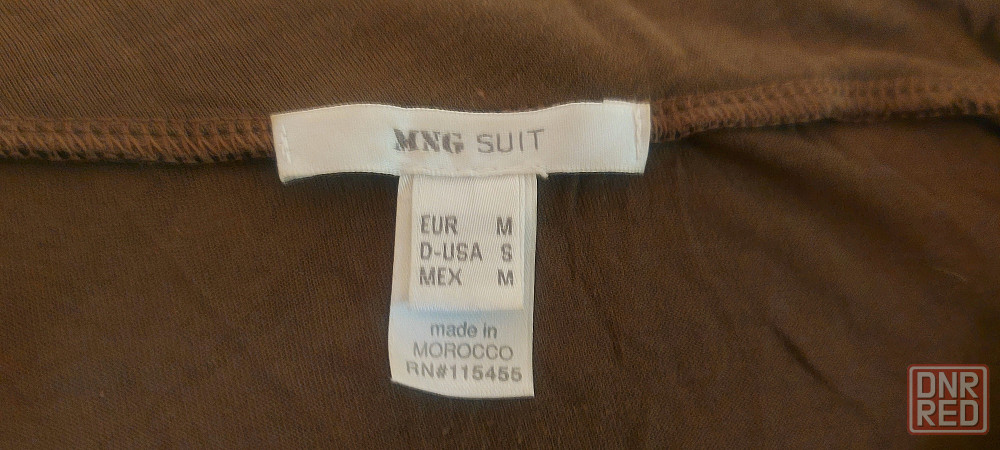 MNG SUIT
EUR M
D-USA S
MEX M
made in
MOROCCO
RN#115455
DNR
RED